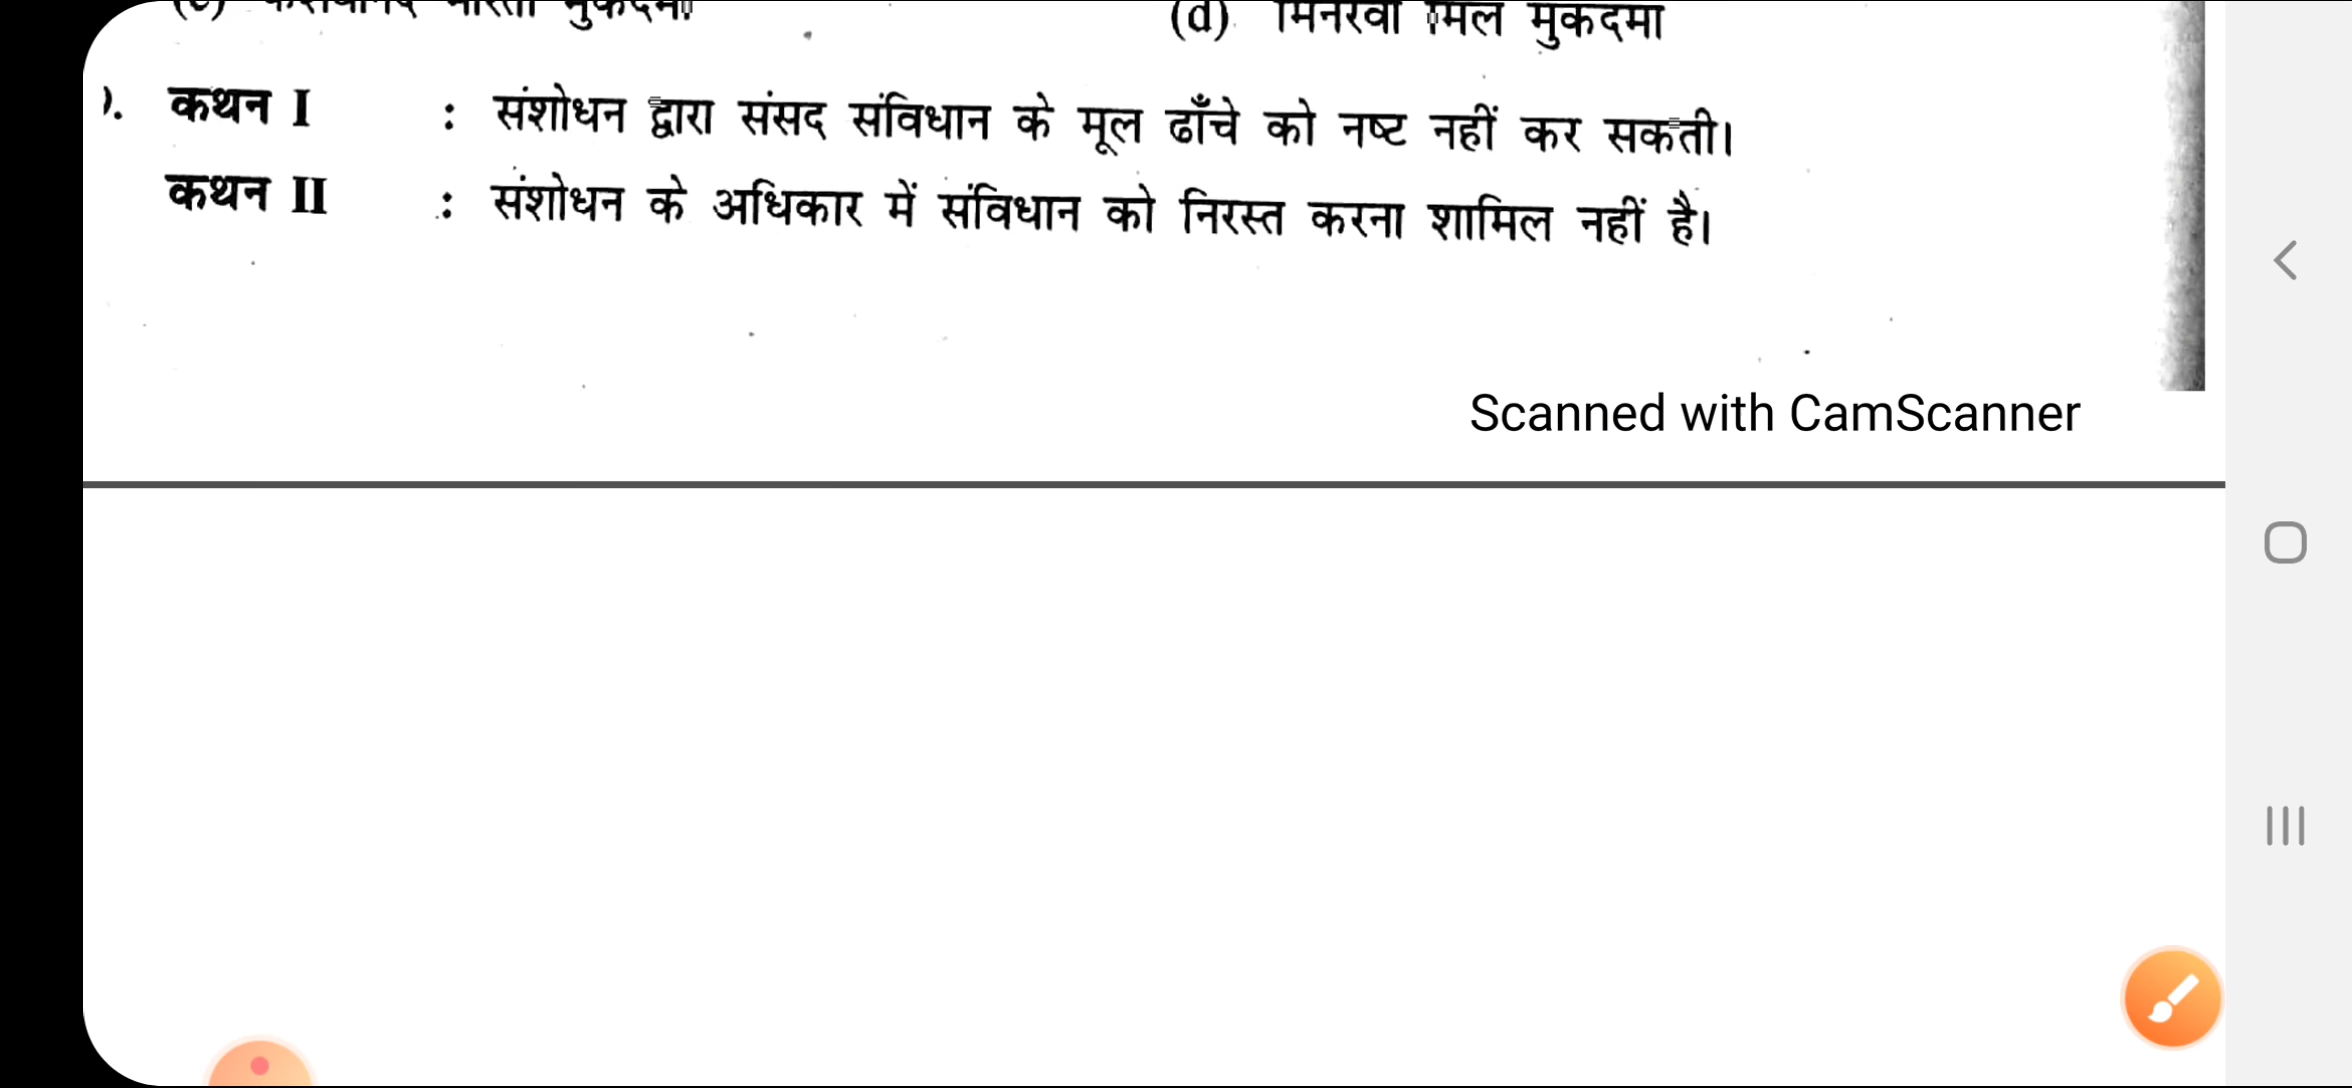 (d) मिनरवा मिल मुकदमा
). कथन I : संशोधन द्वारा संसद संविधान के मूल ढाँचे को नष्ट नहीं कर सकती।
कथन II : संशोधन के अधिकार में संविधान को निरस्त करना शामिल नहीं है।
Scanned with CamScanner